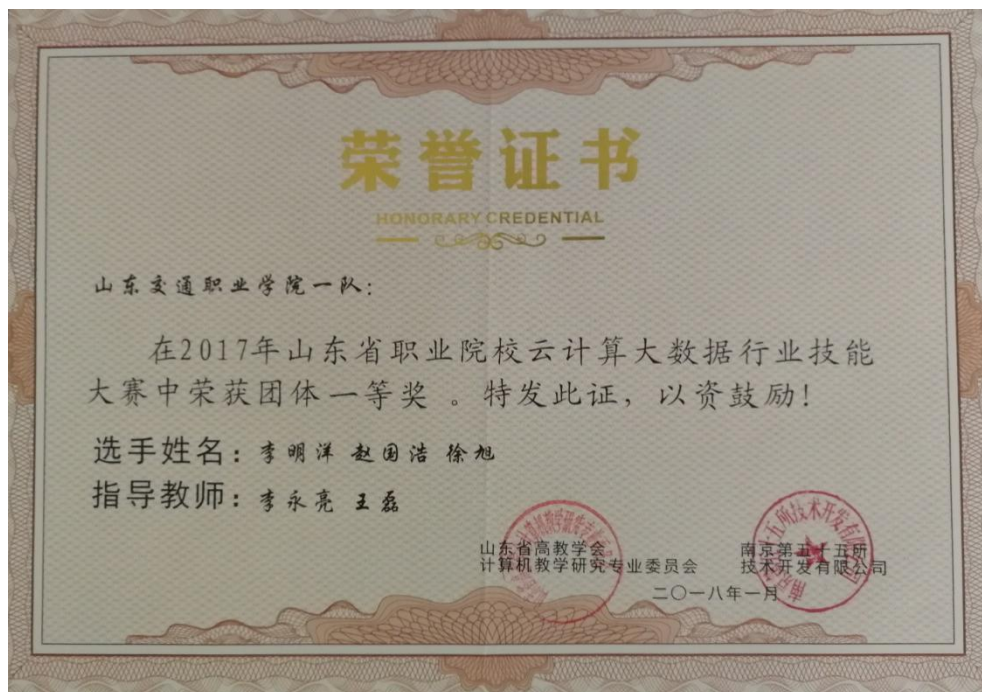 荣誉证书
HONORARY CREDENTIAL
山东交通职业学院一队：
在2017年山东省职业院校云计算大数据行业技能
大赛中荣获团体一等奖 。特发此证，以资鼓励！
选手姓名：李明洋 赵国浩 徐旭
指导教师：李永亮 王磊
山东省高教学会
计算机教学研究专业委员会
南京第五十五所
技术开发有限公司
二〇一八年一月